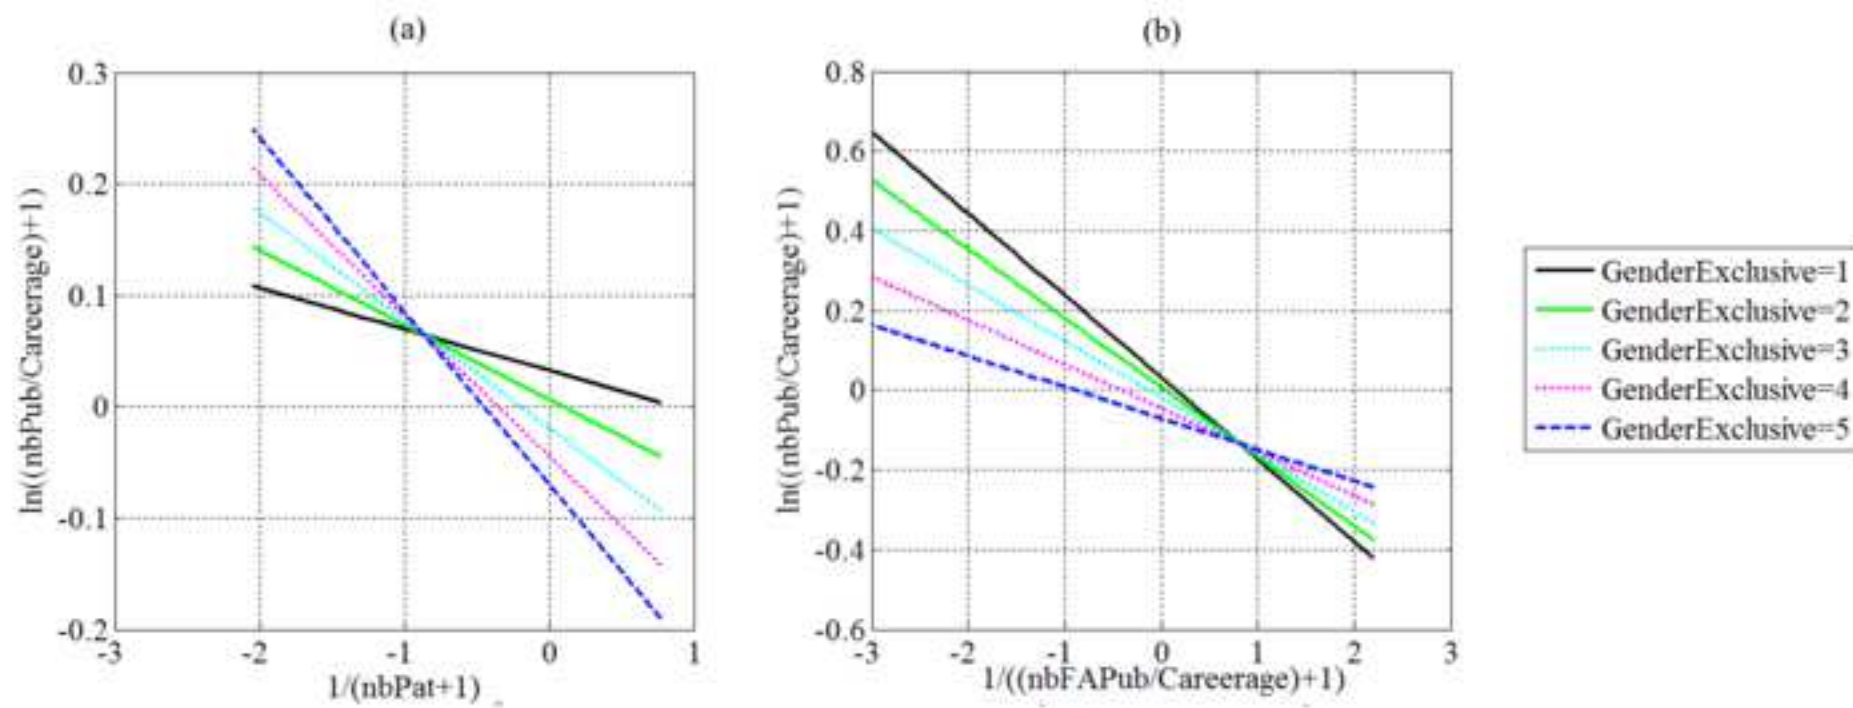 (a)
0.3
0.2
0.1
0
-0.1
-0.2
-3 -2 -1 0 1
ln((nbPub/Careerage)+1)
1/(nbPat+1)
(b)
0.8
0.6
0.4
0.2
0
-0.2
-0.4
-0.6
-3 -2 -1 0 1 2 3
ln((nbPub/Careerage)+1)
1/((nbFAPub/Careerage)+1)
GenderExclusive=1
GenderExclusive=2
GenderExclusive=3
GenderExclusive=4
GenderExclusive=5